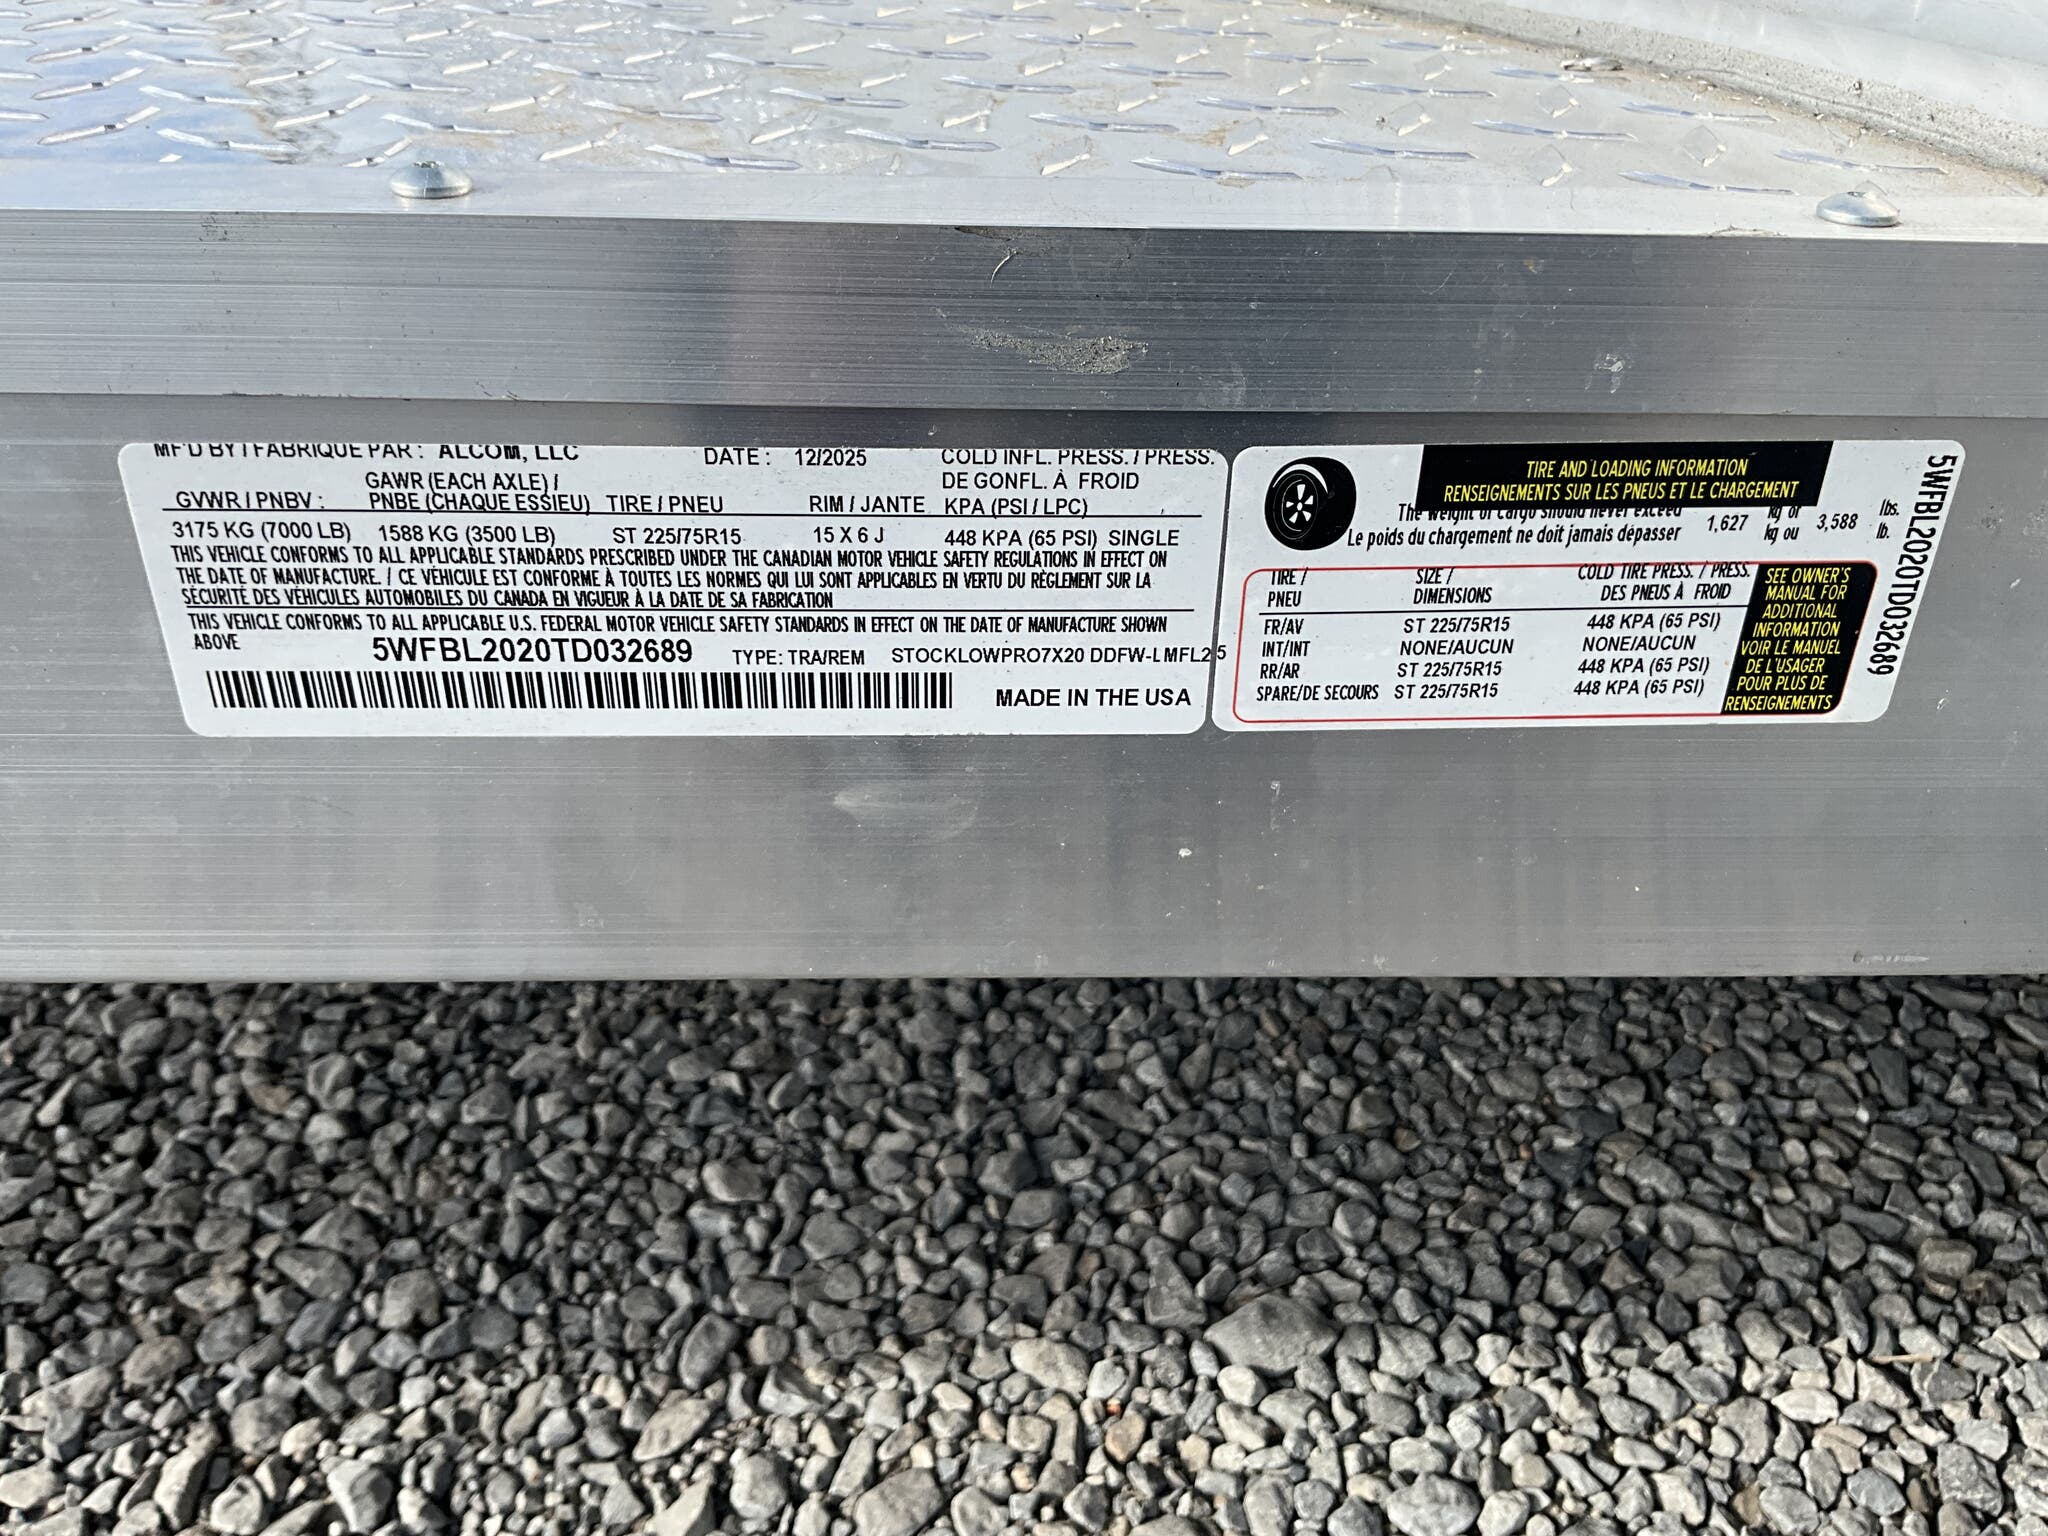 MF'D BY / FABRIQUÉ PAR : ALCOM, LLC DATE : 12/2025 COLD INFL. PRESS. / PRESS.
GAWR (EACH AXLE) / DE GONFL. À FROID
GVWR / PNBV : PNBE (CHAQUE ESSIEU) TIRE / PNEU RIM / JANTE KPA (PSI / LPC)
3175 KG (7000 LB) 1588 KG (3500 LB) ST 225/75R15 15 X 6 J 448 KPA (65 PSI) SINGLE
THIS VEHICLE CONFORMS TO ALL APPLICABLE STANDARDS PRESCRIBED UNDER THE CANADIAN MOTOR VEHICLE SAFETY REGULATIONS IN EFFECT ON
THE DATE OF MANUFACTURE. / CE VÉHICULE EST CONFORME À TOUTES LES NORMES QUI LUI SONT APPLICABLES EN VERTU DU RÈGLEMENT SUR LA
SÉCURITÉ DES VÉHICULES AUTOMOBILES DU CANADA EN VIGUEUR À LA DATE DE SA FABRICATION
THIS VEHICLE CONFORMS TO ALL APPLICABLE U.S. FEDERAL MOTOR VEHICLE SAFETY STANDARDS IN EFFECT ON THE DATE OF MANUFACTURE SHOWN
ABOVE
5WFBL2020TD032689 TYPE: TRA/REM STOCKLOWPRO7X20 DDFW-LMFL2.5
MADE IN THE USA
TIRE AND LOADING INFORMATION
RENSEIGNEMENTS SUR LES PNEUS ET LE CHARGEMENT
The weight of cargo should never exceed 1,627 kg or 3,588 lbs.
Le poids du chargement ne doit jamais dépasser kg ou lb.
TIRE / SIZE / COLD TIRE PRESS. / PRESS.
PNEU DIMENSIONS DES PNEUS À FROID
FR/AV ST 225/75R15 448 KPA (65 PSI)
INT/INT NONE/AUCUN NONE/AUCUN
RR/AR ST 225/75R15 448 KPA (65 PSI)
SPARE/DE SECOURS ST 225/75R15 448 KPA (65 PSI)
SEE OWNER'S
MANUAL FOR
ADDITIONAL
INFORMATION
VOIR LE MANUEL
DE L'USAGER
POUR PLUS DE
RENSEIGNEMENTS
5WFBL2020TD032689